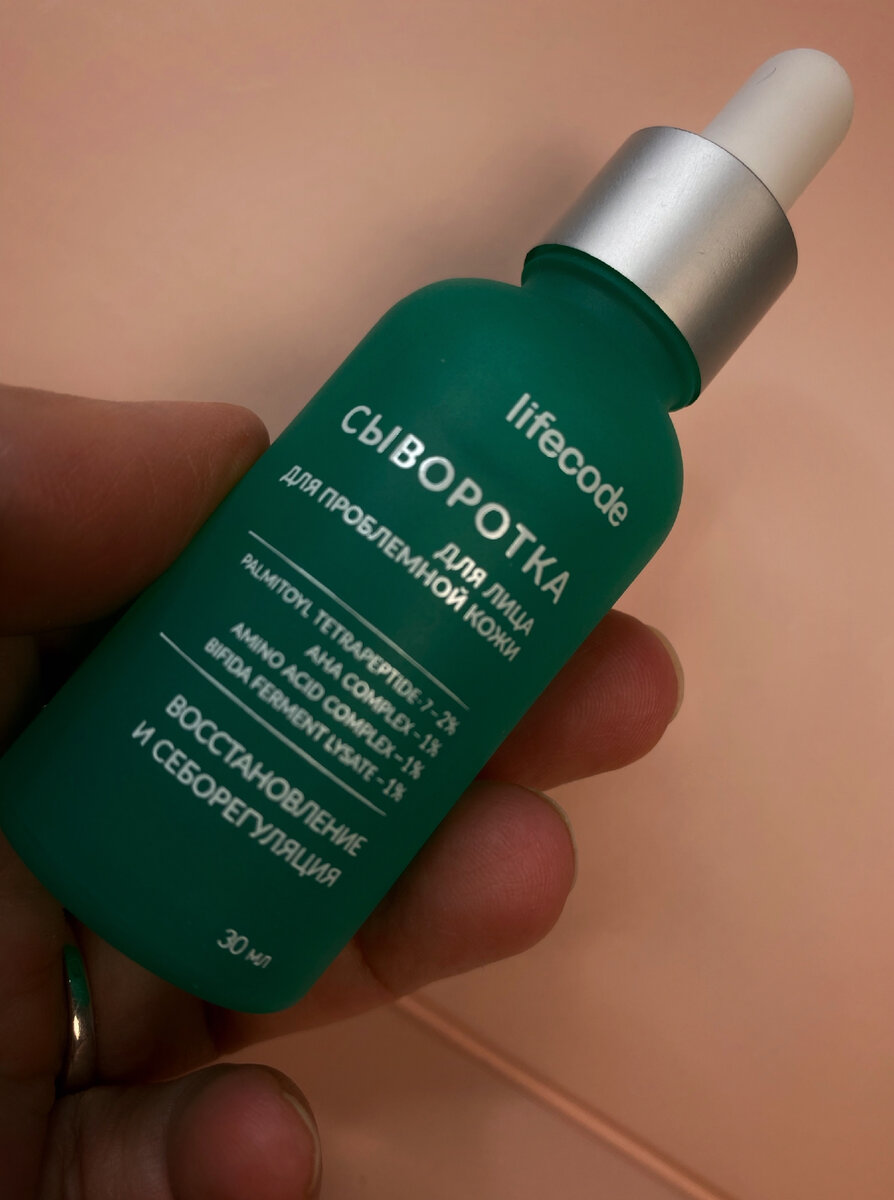 lifecode
СЫВОРОТКА
ДЛЯ ЛИЦА
ДЛЯ ПРОБЛЕМНОЙ КОЖИ
PALMITOYL TETRAPEPTIDE-7 – 2%
AHA COMPLEX – 1%
AMINO ACID COMPLEX – 1%
BIFIDA FERMENT LYSATE – 1%
ВОССТАНОВЛЕНИЕ
И СЕБОРЕГУЛЯЦИЯ
30 мл